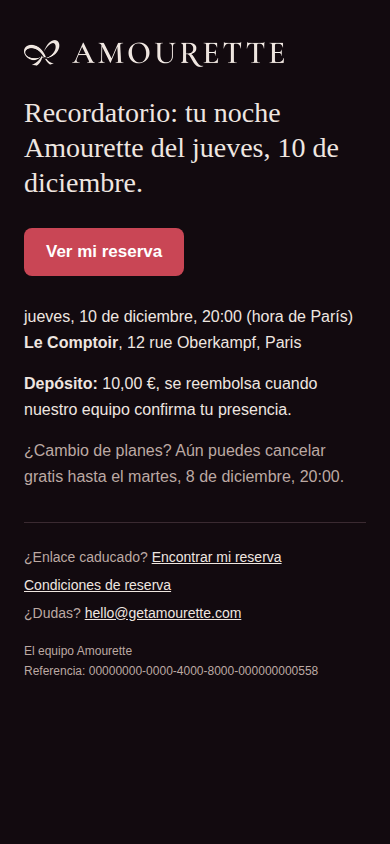 AMOURETTE
Recordatorio: tu noche
Amourette del jueves, 10 de
diciembre.
Ver mi reserva
jueves, 10 de diciembre, 20:00 (hora de París)
Le Comptoir, 12 rue Oberkampf, Paris
Depósito: 10,00 €, se reembolsa cuando
nuestro equipo confirma tu presencia.
¿Cambio de planes? Aún puedes cancelar
gratis hasta el martes, 8 de diciembre, 20:00.
¿Enlace caducado? Encontrar mi reserva
Condiciones de reserva
¿Dudas? hello@getamourette.com
El equipo Amourette
Referencia: 00000000-0000-4000-8000-000000000558